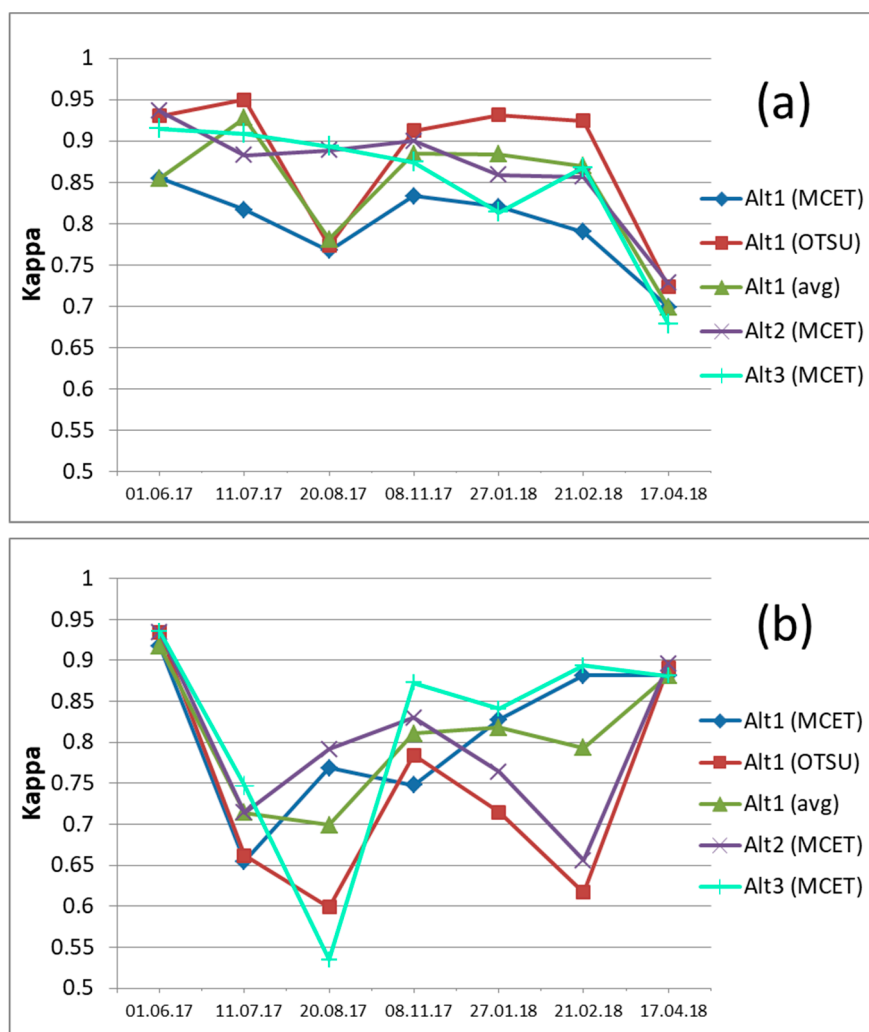 (a)
1
0.95
0.9
0.85
0.8
0.75
0.7
0.65
0.6
0.55
0.5
Kappa
01.06.17 11.07.17 20.08.17 08.11.17 27.01.18 21.02.18 17.04.18
Alt1 (MCET)
Alt1 (OTSU)
Alt1 (avg)
Alt2 (MCET)
Alt3 (MCET)
(b)
1
0.95
0.9
0.85
0.8
0.75
0.7
0.65
0.6
0.55
0.5
Kappa
01.06.17 11.07.17 20.08.17 08.11.17 27.01.18 21.02.18 17.04.18
Alt1 (MCET)
Alt1 (OTSU)
Alt1 (avg)
Alt2 (MCET)
Alt3 (MCET)